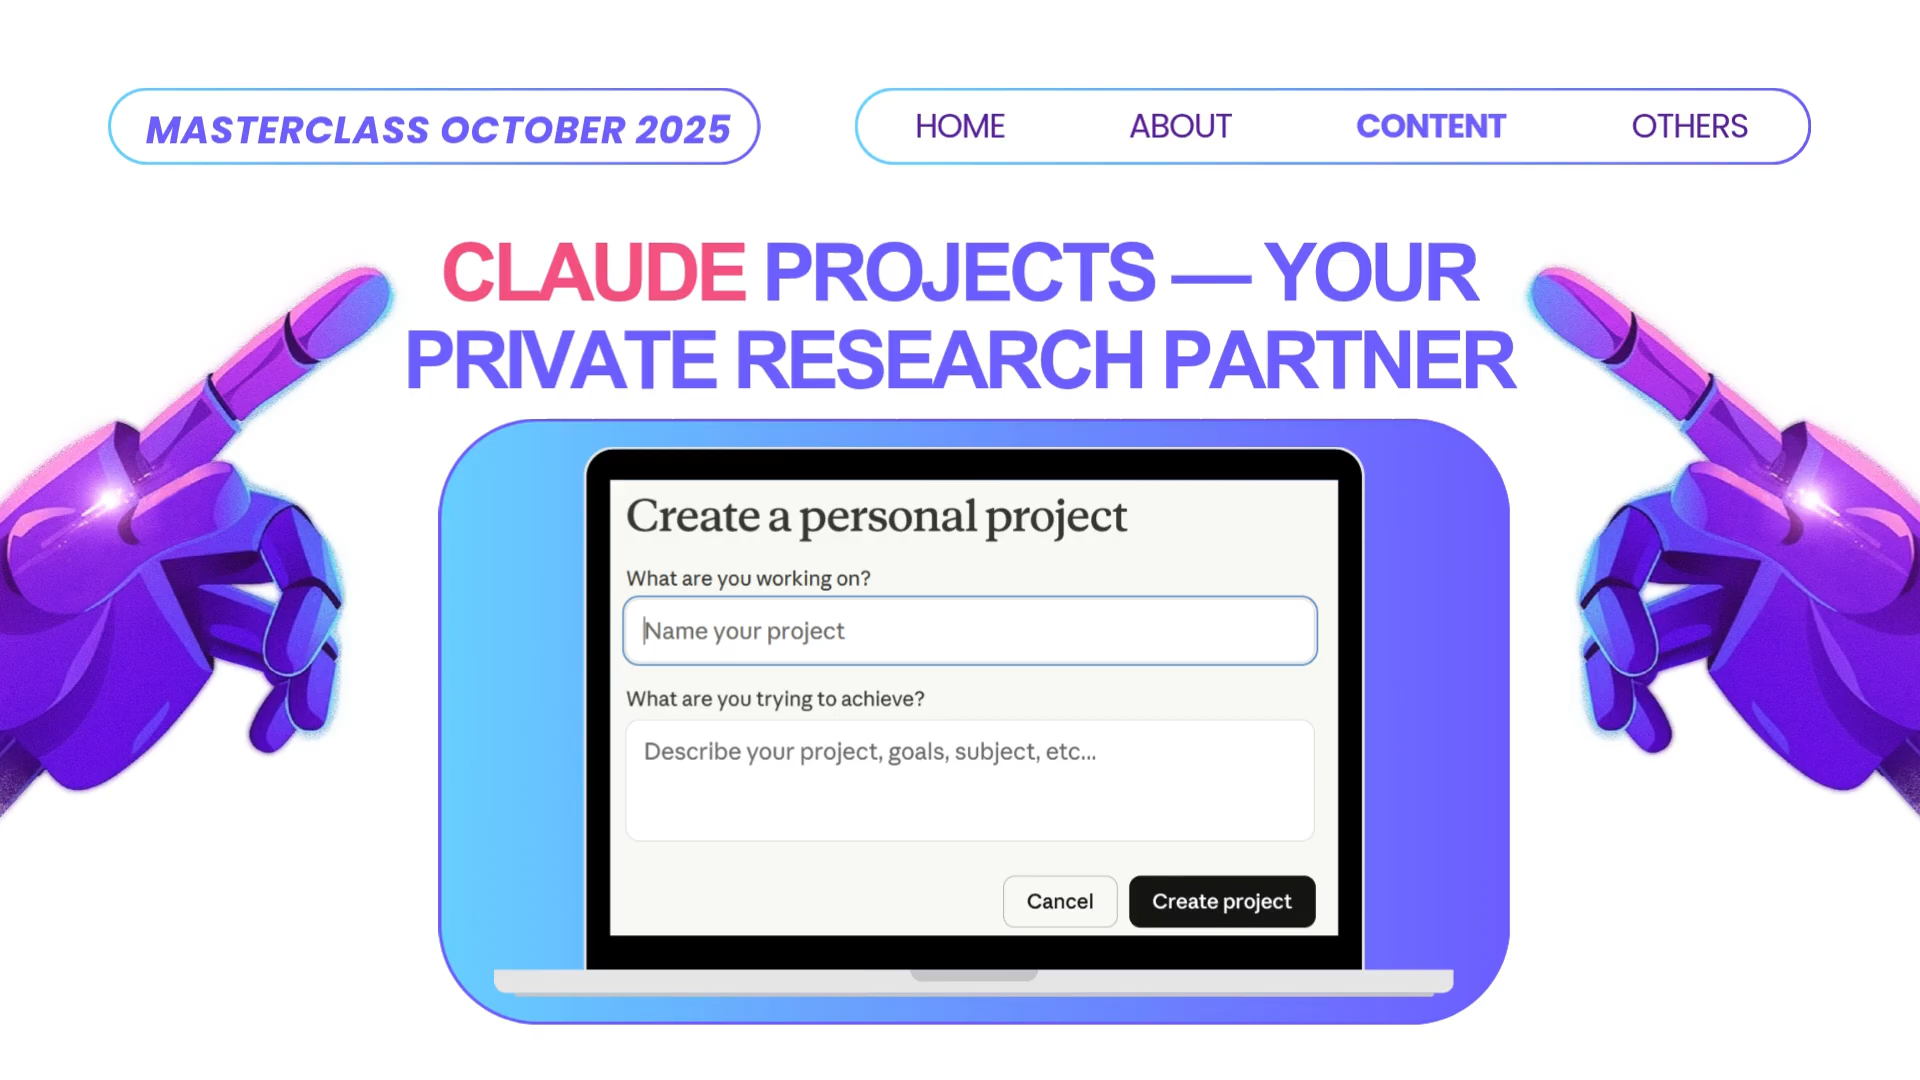 MASTERCLASS OCTOBER 2025
HOME ABOUT CONTENT OTHERS
CLAUDE PROJECTS — YOUR
PRIVATE RESEARCH PARTNER
Create a personal project
What are you working on?
Name your project
What are you trying to achieve?
Describe your project, goals, subject, etc...
Cancel Create project